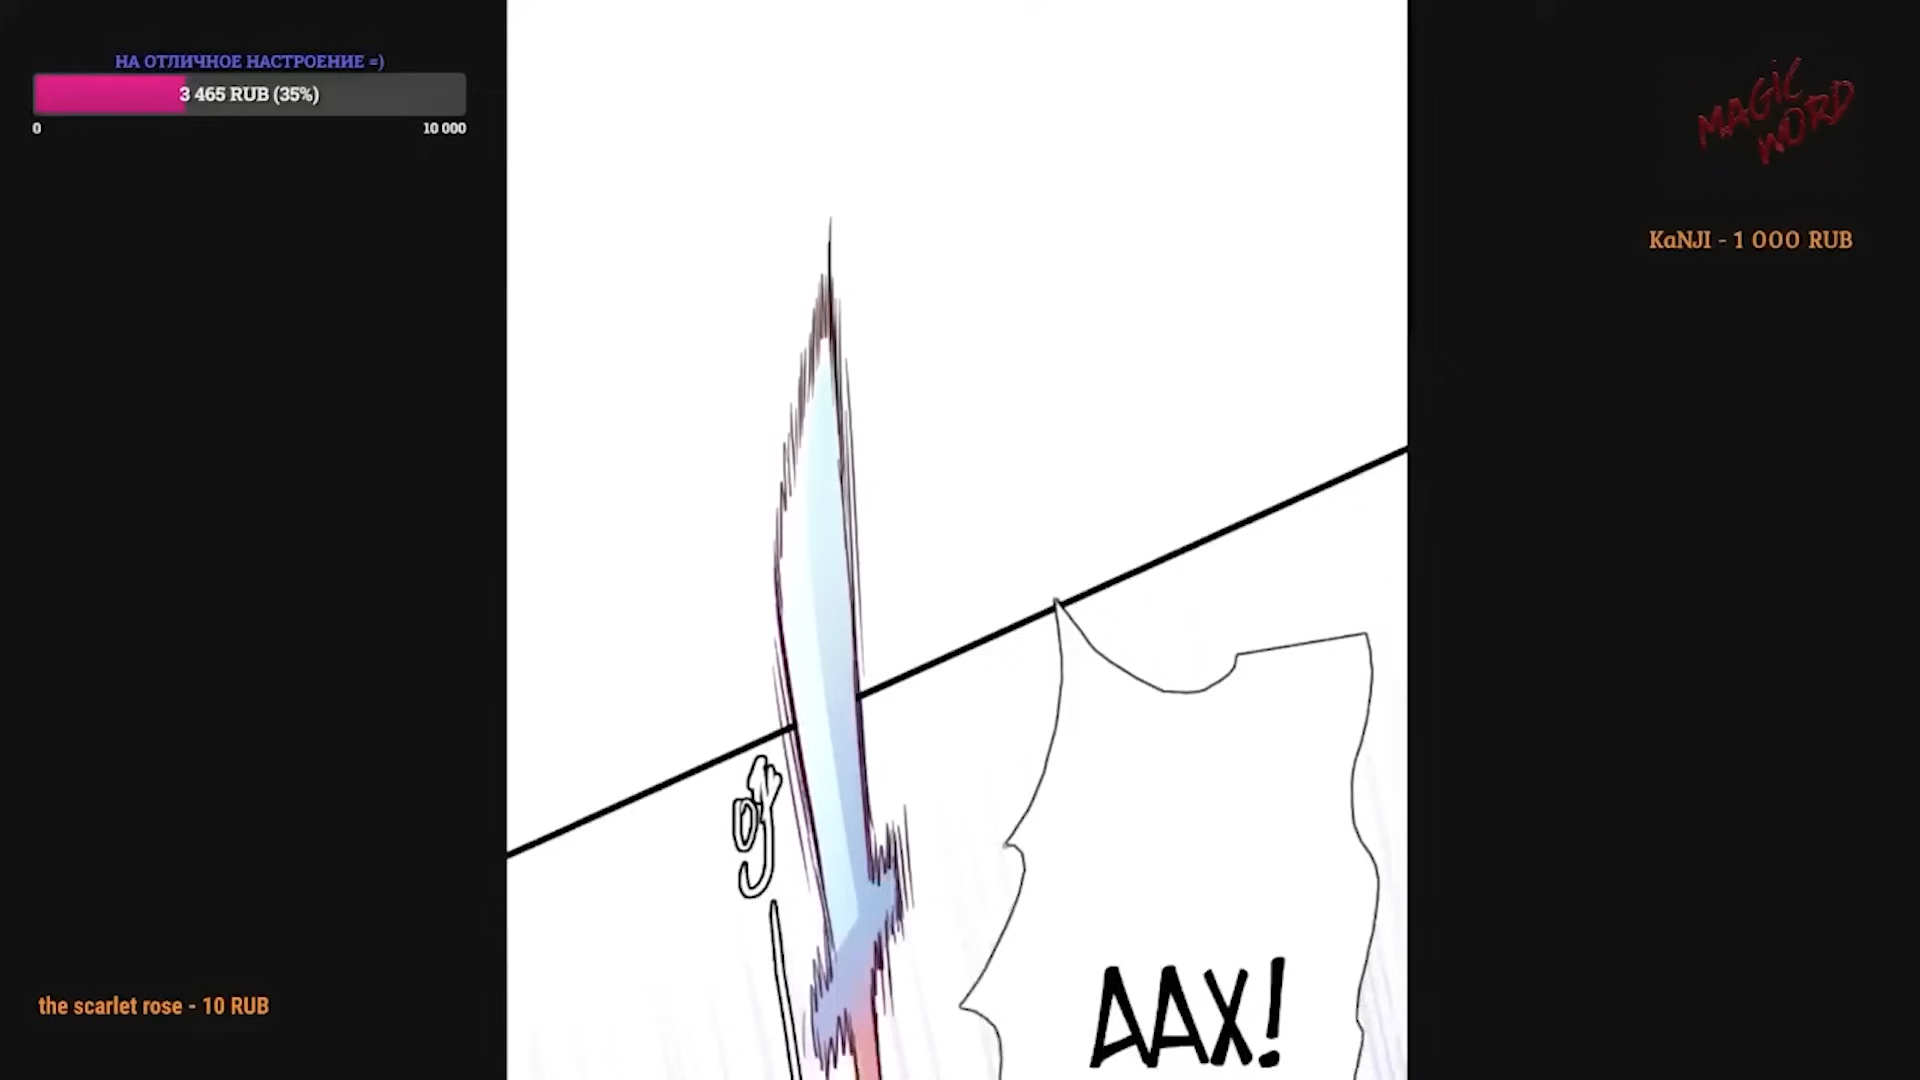 НА ОТЛИЧНОЕ НАСТРОЕНИЕ =)
3 465 RUB (35%)
0
10 000
MAGIC
WORD
KaNJI - 1 000 RUB
ААХ!
the scarlet rose - 10 RUB